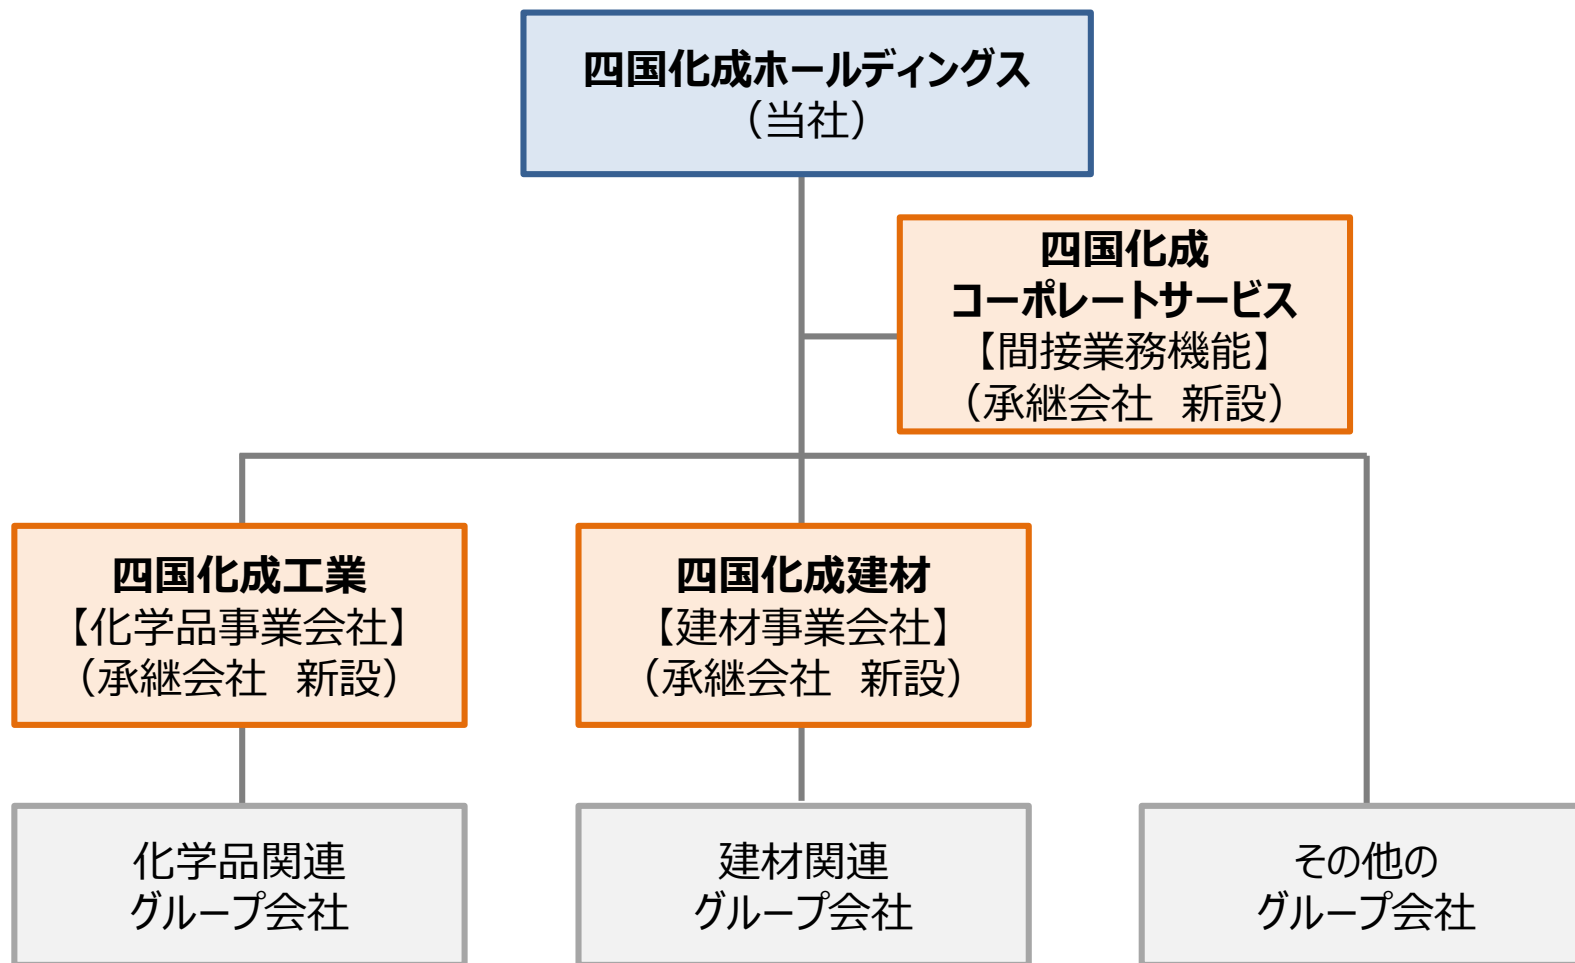 四国化成ホールディングス
（当社）
四国化成
コーポレートサービス
【間接業務機能】
（承継会社　新設）
四国化成工業
【化学品事業会社】
（承継会社　新設）
四国化成建材
【建材事業会社】
（承継会社　新設）
化学品関連
グループ会社
建材関連
グループ会社
その他の
グループ会社